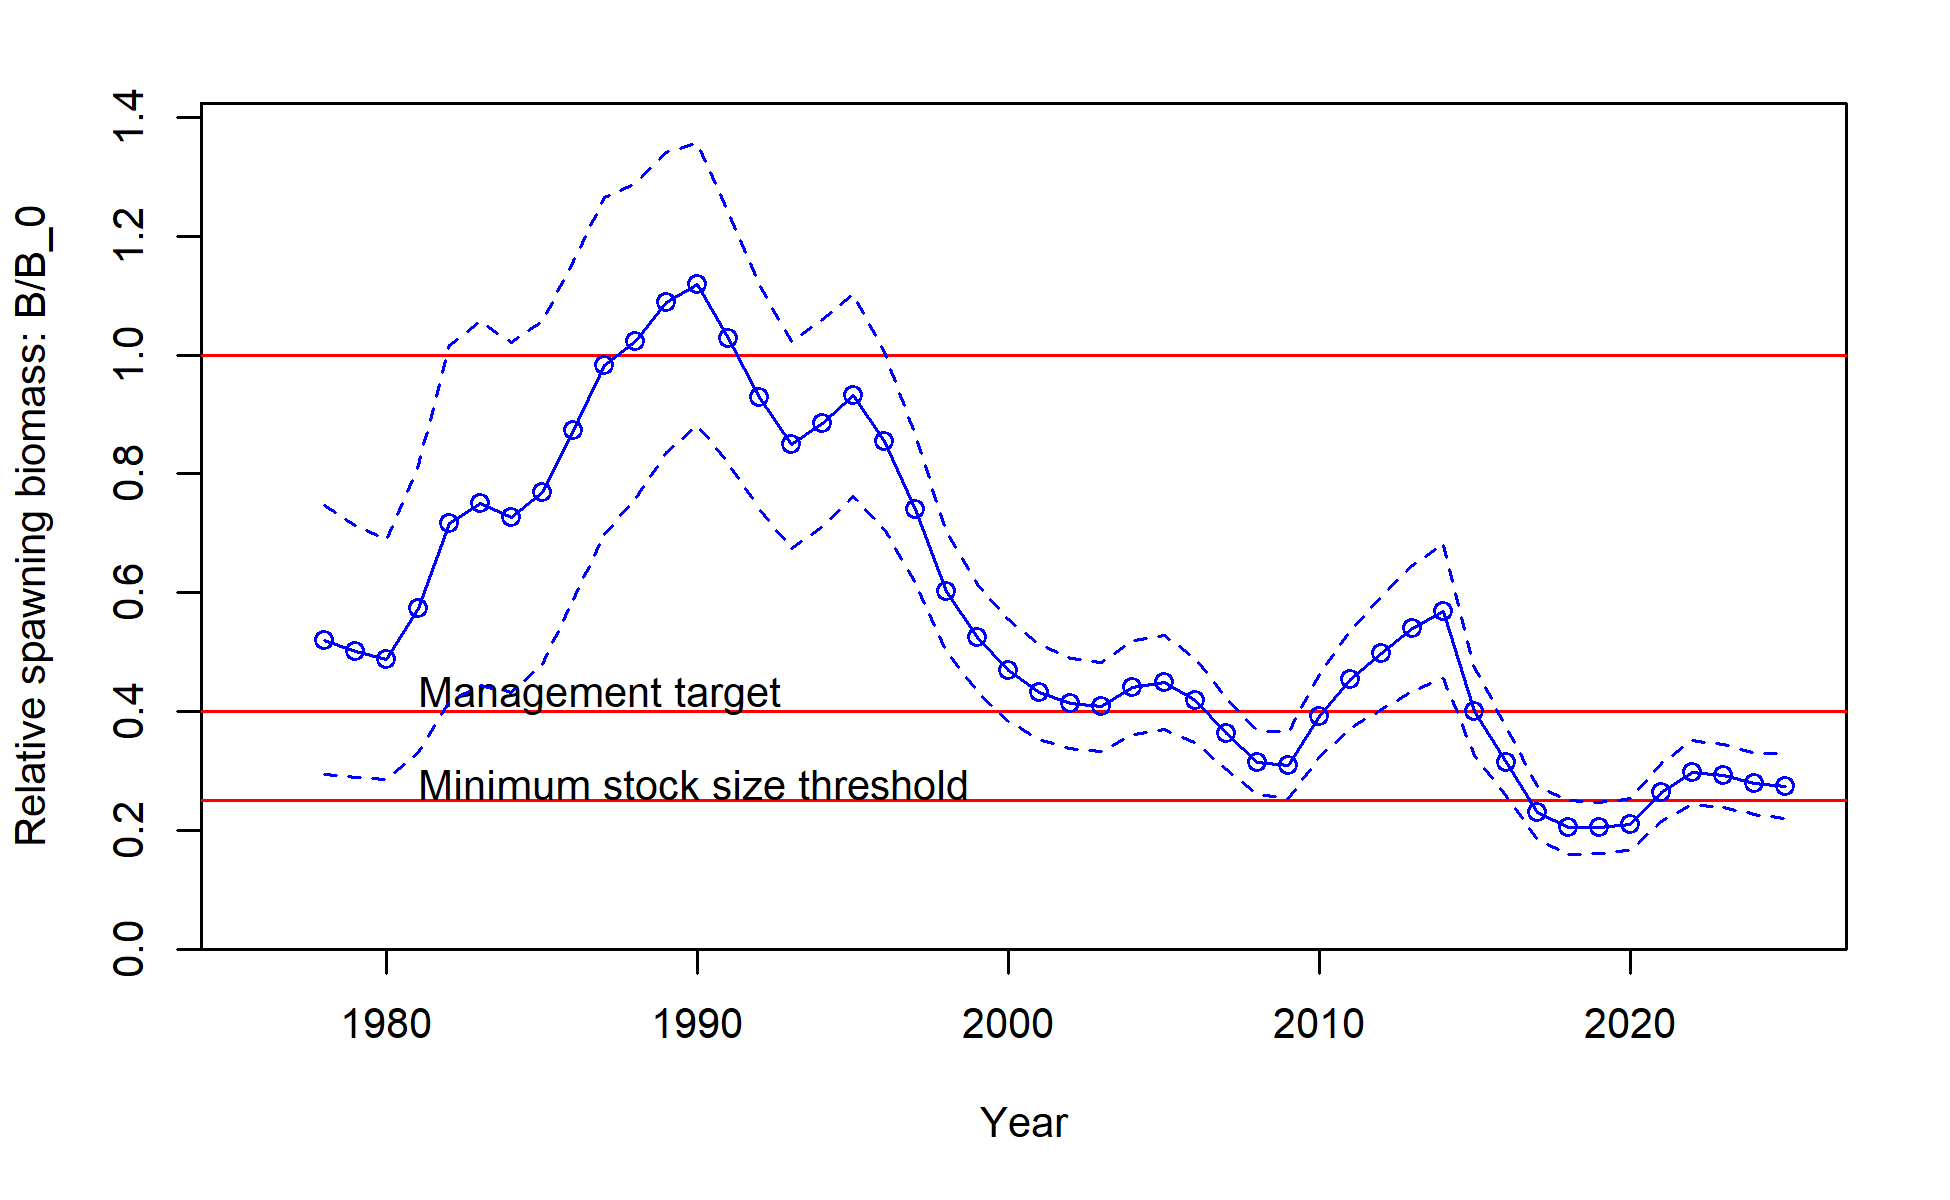 Relative spawning biomass: B/B_0
1.4
1.2
1.0
0.8
0.6
0.4
0.2
0.0
Management target
Minimum stock size threshold
1980 1990 2000 2010 2020
Year